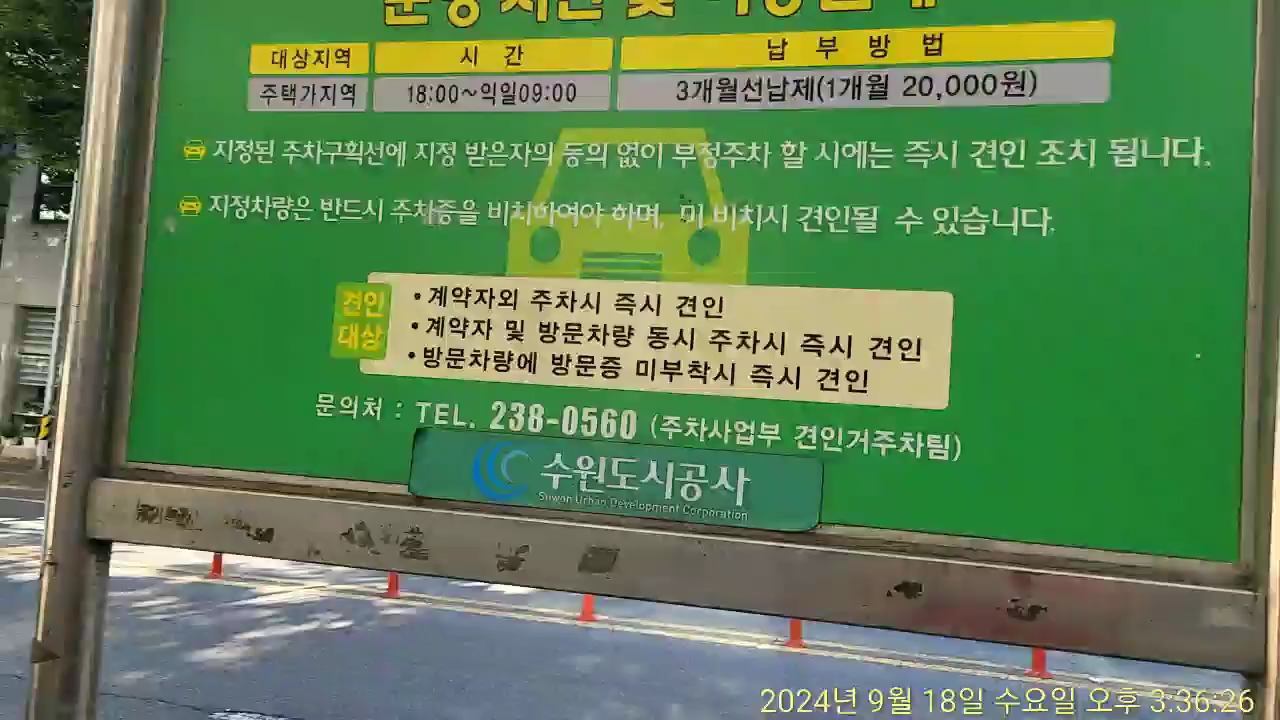 대상지역 시 간 납 부 방 법
주택가지역 18:00~익일09:00 3개월선납제(1개월 20,000원)
지정된 주차구획선에 지정 받은자의 동의 없이 부정주차 할 시에는 즉시 견인 조치 됩니다.
지정차량은 반드시 주차증을 비치하여야 하며, 미 비치시 견인될 수 있습니다.
견인
대상
• 계약자외 주차시 즉시 견인
• 계약자 및 방문차량 동시 주차시 즉시 견인
• 방문차량에 방문증 미부착시 즉시 견인
문의처 : TEL. 238-0560 (주차사업부 견인거주차팀)
수원도시공사
Suwon Urban Development Corporation
2024년 9월 18일 수요일 오후 3:36:26